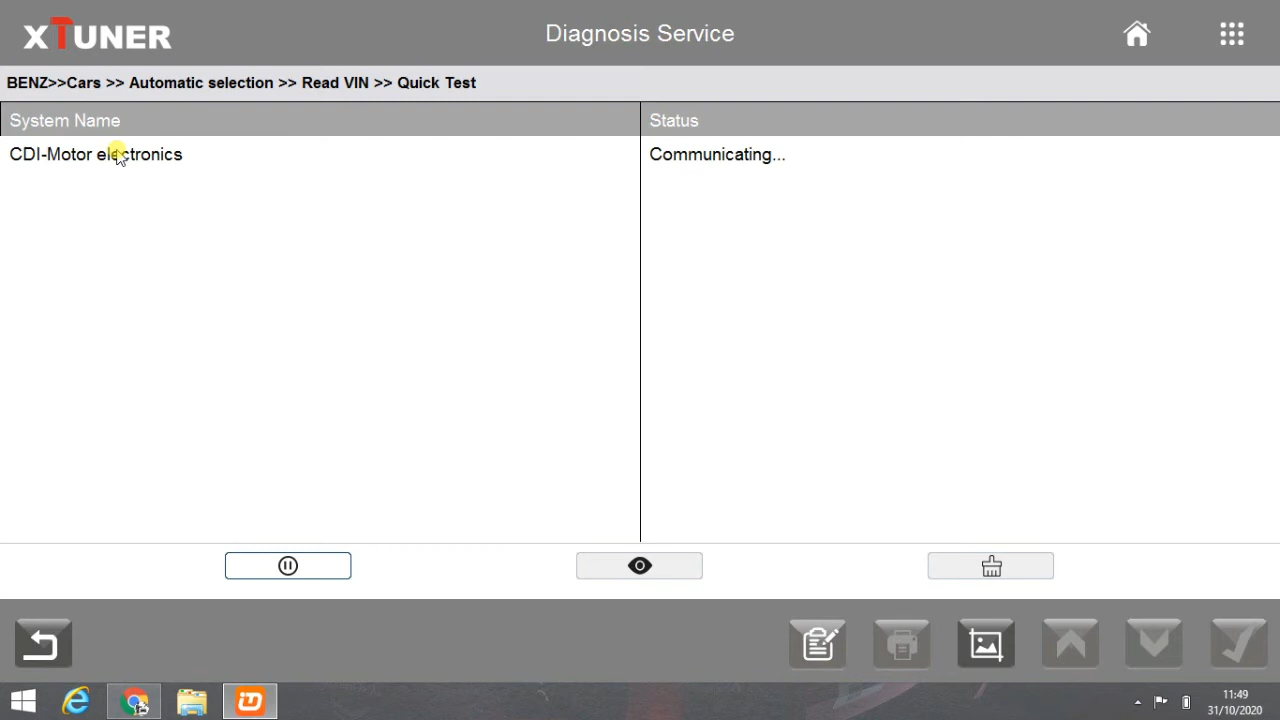 XTUNER
Diagnosis Service
BENZ>>Cars >> Automatic selection >> Read VIN >> Quick Test
System Name
Status
CDI-Motor electronics
Communicating...
11:49
31/10/2020